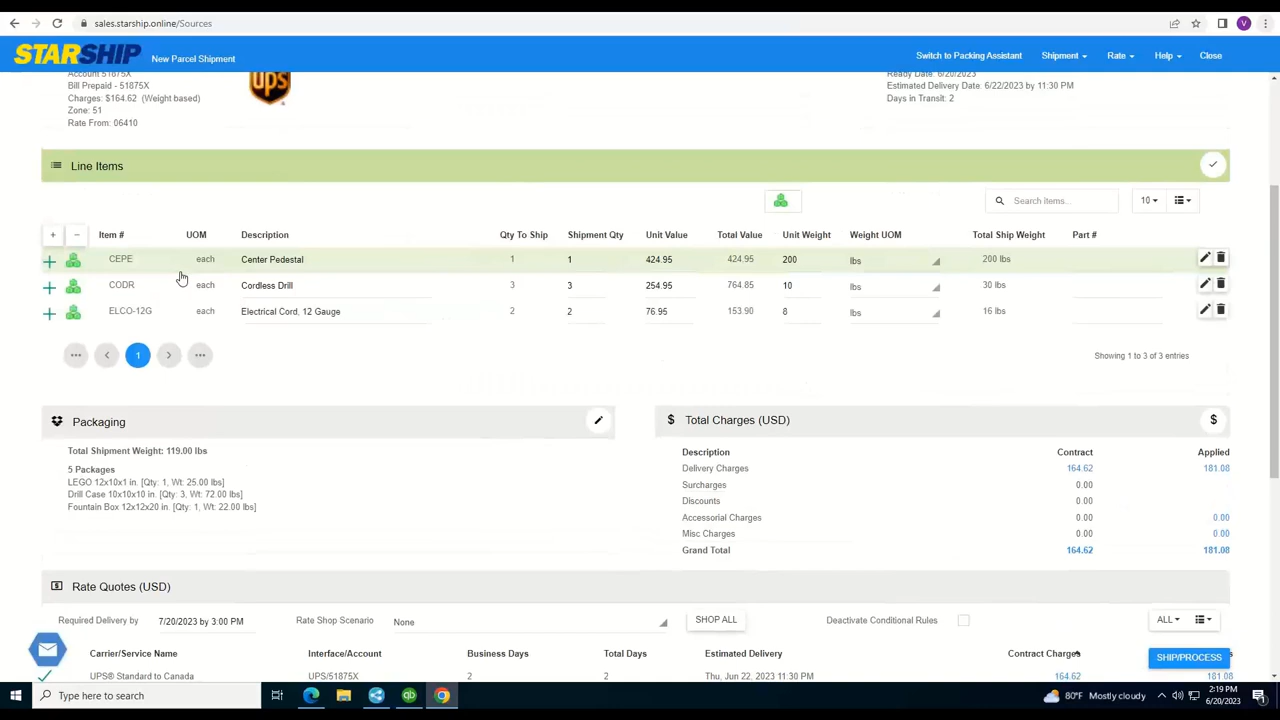 sales.starship.online/Sources
V
STARSHIP New Parcel Shipment Switch to Packing Assistant Shipment Rate Help Close
Account 51875X
Bill Prepaid - 51875X
Charges: $164.62 (Weight based)
Zone: 51
Rate From: 06410
ups
Ready Date: 6/20/2023
Estimated Delivery Date: 6/22/2023 by 11:30 PM
Days in Transit: 2
Line Items
Search items... 10
+ − Item # UOM Description Qty To Ship Shipment Qty Unit Value Total Value Unit Weight Weight UOM Total Ship Weight Part #
CEPE each Center Pedestal 1 1 424.95 424.95 200 lbs 200 lbs
CODR each Cordless Drill 3 3 254.95 764.85 10 lbs 30 lbs
ELCO-12G each Electrical Cord, 12 Gauge 2 2 76.95 153.90 8 lbs 16 lbs
1
Showing 1 to 3 of 3 entries
Packaging
Total Shipment Weight: 119.00 lbs
5 Packages
LEGO 12x10x1 in. [Qty: 1, Wt: 25.00 lbs]
Drill Case 10x10x10 in. [Qty: 3, Wt: 72.00 lbs]
Fountain Box 12x12x20 in. [Qty: 1, Wt: 22.00 lbs]
$ Total Charges (USD) $
Description Contract Applied
Delivery Charges 164.62 181.08
Surcharges 0.00
Discounts 0.00
Accessorial Charges 0.00 0.00
Misc Charges 0.00 0.00
Grand Total 164.62 181.08
Rate Quotes (USD)
Required Delivery by 7/20/2023 by 3:00 PM Rate Shop Scenario None SHOP ALL Deactivate Conditional Rules ALL
Carrier/Service Name Interface/Account Business Days Total Days Estimated Delivery Contract Charges
SHIP/PROCESS
UPS® Standard to Canada UPS/51875X 2 2 Thu, Jun 22, 2023 11:30 PM 164.62 181.08
Type here to search
qb
80°F Mostly cloudy
2:19 PM
6/20/2023
1